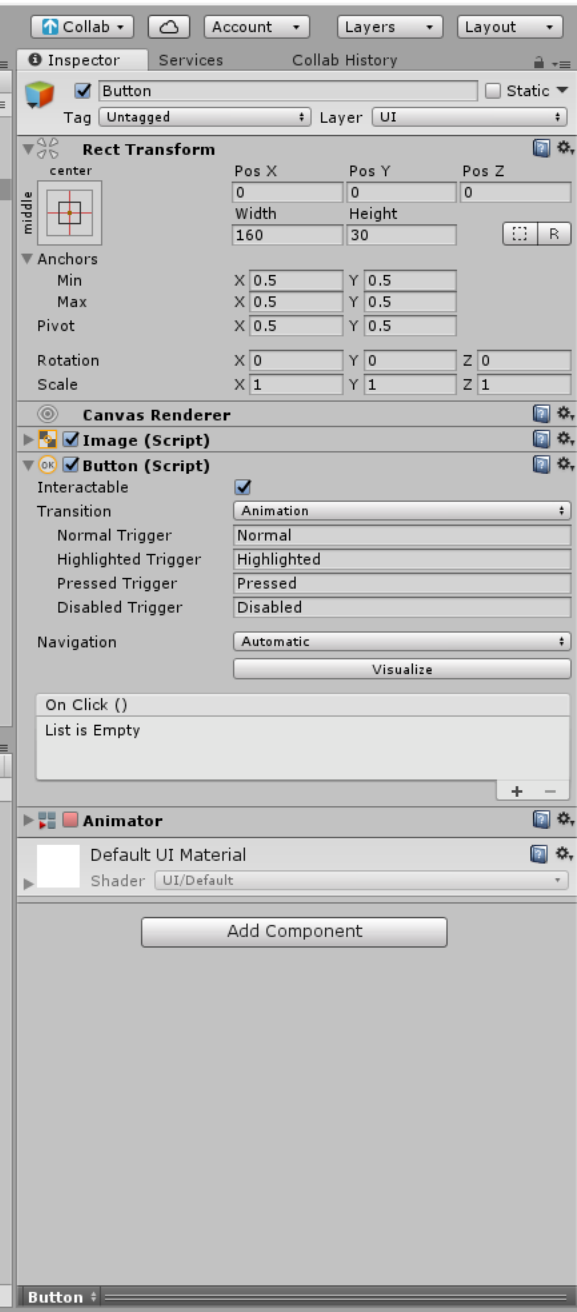 Collab Account Layers Layout
Inspector Services Collab History
Button Static
Tag Untagged Layer UI
Rect Transform
center Pos X Pos Y Pos Z
middle 0 0 0
Width Height
160 30 R
Anchors
Min X 0.5 Y 0.5
Max X 0.5 Y 0.5
Pivot X 0.5 Y 0.5
Rotation X 0 Y 0 Z 0
Scale X 1 Y 1 Z 1
Canvas Renderer
Image (Script)
OK Button (Script)
Interactable
Transition Animation
Normal Trigger Normal
Highlighted Trigger Highlighted
Pressed Trigger Pressed
Disabled Trigger Disabled
Navigation Automatic
Visualize
On Click ()
List is Empty
+ −
Animator
Default UI Material
Shader UI/Default
Add Component
Button